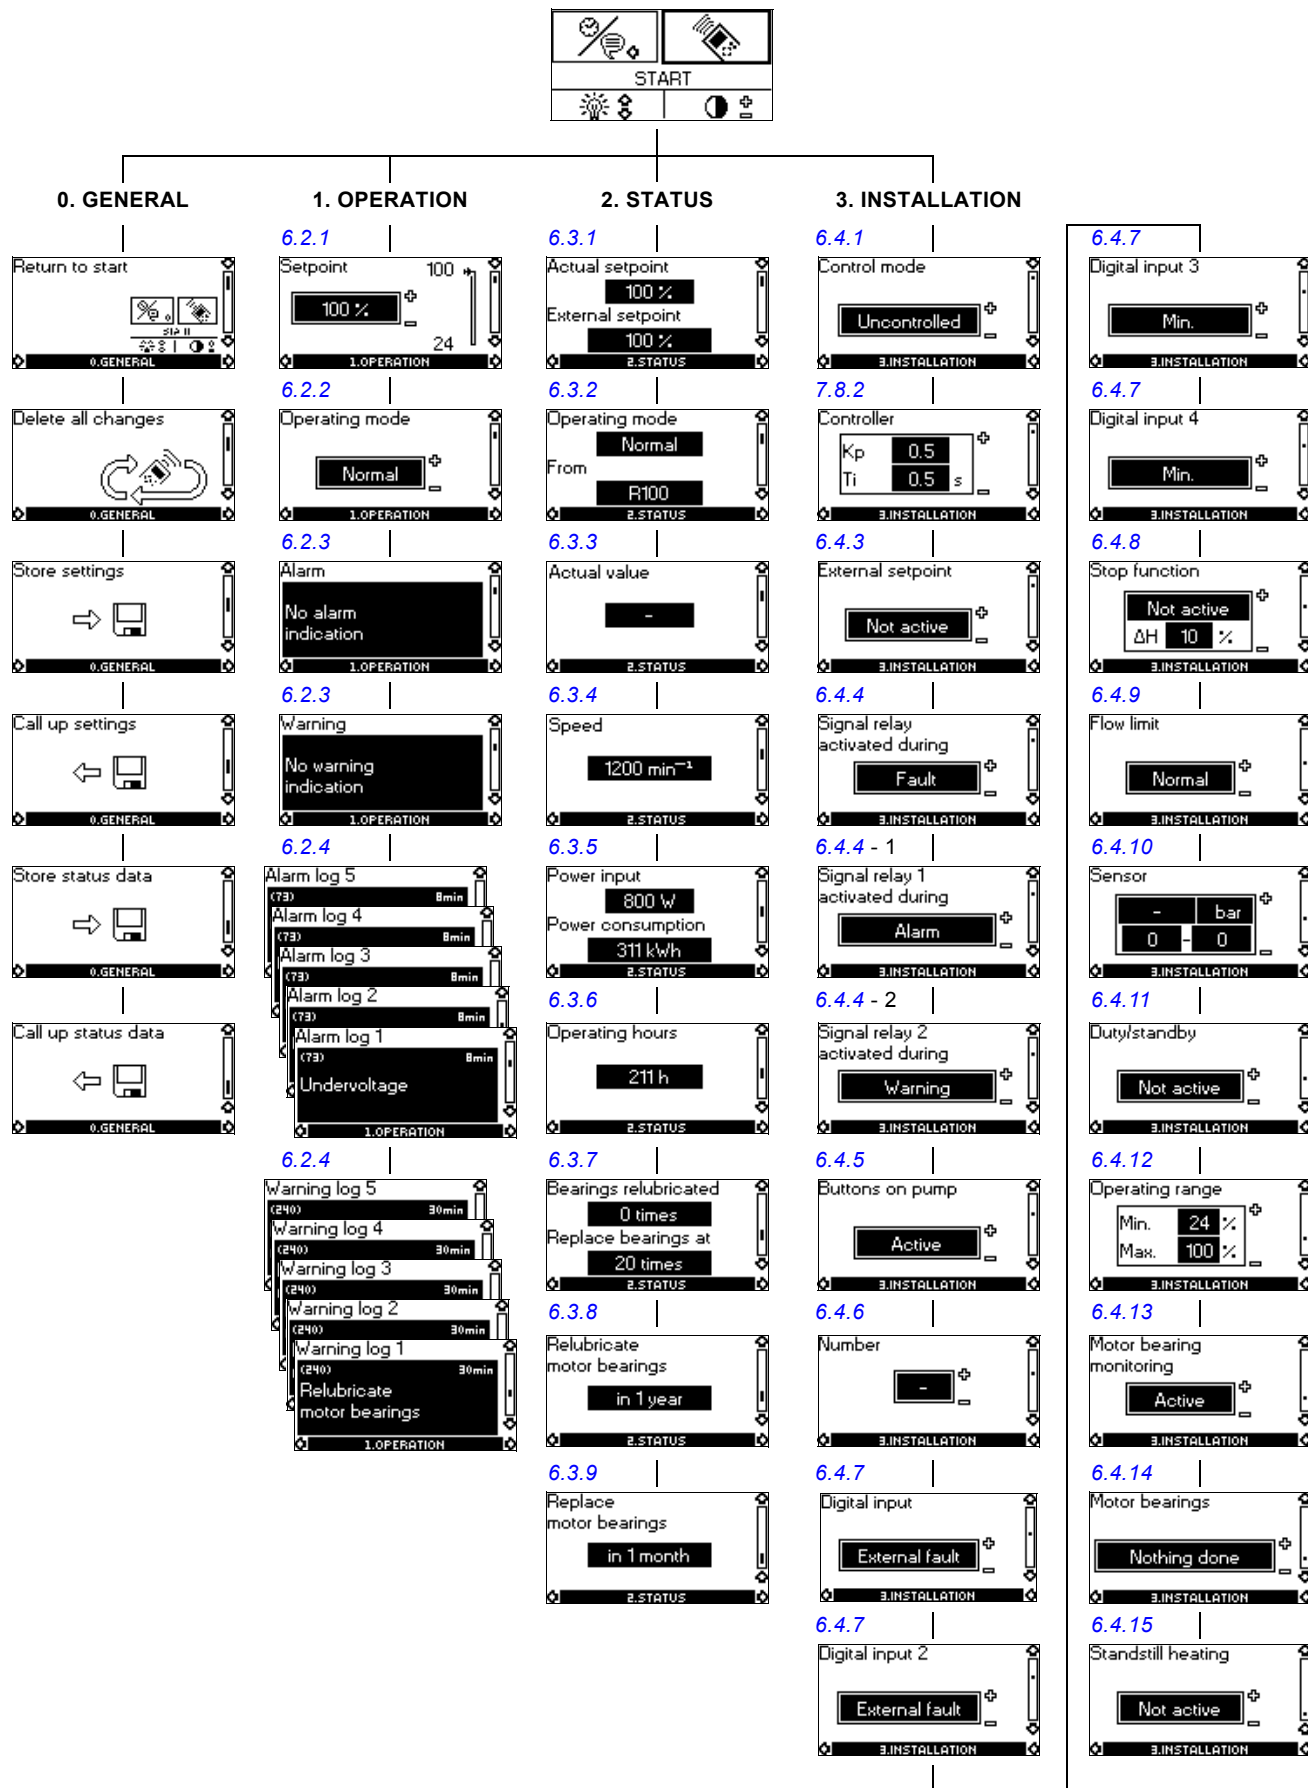 START
0. GENERAL
Return to start
START
0.GENERAL
Delete all changes
0.GENERAL
Store settings
0.GENERAL
Call up settings
0.GENERAL
Store status data
0.GENERAL
Call up status data
0.GENERAL
1. OPERATION
6.2.1
Setpoint
100
100 %
24
1.OPERATION
6.2.2
Operating mode
Normal
1.OPERATION
6.2.3
Alarm
No alarm
indication
1.OPERATION
6.2.3
Warning
No warning
indication
1.OPERATION
6.2.4
Alarm log 5
(73) 8min
Alarm log 4
(73) 8min
Alarm log 3
(73) 8min
Alarm log 2
(73) 8min
Alarm log 1
(73) 8min
Undervoltage
1.OPERATION
6.2.4
Warning log 5
(240) 30min
Warning log 4
(240) 30min
Warning log 3
(240) 30min
Warning log 2
(240) 30min
Warning log 1
(240) 30min
Relubricate
motor bearings
1.OPERATION
2. STATUS
6.3.1
Actual setpoint
100 %
External setpoint
100 %
2.STATUS
6.3.2
Operating mode
Normal
From
R100
2.STATUS
6.3.3
Actual value
-
2.STATUS
6.3.4
Speed
1200 min⁻¹
2.STATUS
6.3.5
Power input
800 W
Power consumption
311 kWh
2.STATUS
6.3.6
Operating hours
211 h
2.STATUS
6.3.7
Bearings relubricated
0 times
Replace bearings at
20 times
2.STATUS
6.3.8
Relubricate
motor bearings
in 1 year
2.STATUS
6.3.9
Replace
motor bearings
in 1 month
2.STATUS
3. INSTALLATION
6.4.1
Control mode
Uncontrolled
3.INSTALLATION
7.8.2
Controller
Kp 0.5
Ti 0.5 s
3.INSTALLATION
6.4.3
External setpoint
Not active
3.INSTALLATION
6.4.4
Signal relay
activated during
Fault
3.INSTALLATION
6.4.4 - 1
Signal relay 1
activated during
Alarm
3.INSTALLATION
6.4.4 - 2
Signal relay 2
activated during
Warning
3.INSTALLATION
6.4.5
Buttons on pump
Active
3.INSTALLATION
6.4.6
Number
-
3.INSTALLATION
6.4.7
Digital input
External fault
3.INSTALLATION
6.4.7
Digital input 2
External fault
3.INSTALLATION
6.4.7
Digital input 3
Min.
3.INSTALLATION
6.4.7
Digital input 4
Min.
3.INSTALLATION
6.4.8
Stop function
Not active
ΔH 10 %
3.INSTALLATION
6.4.9
Flow limit
Normal
3.INSTALLATION
6.4.10
Sensor
- bar
0 - 0
3.INSTALLATION
6.4.11
Duty/standby
Not active
3.INSTALLATION
6.4.12
Operating range
Min. 24 %
Max. 100 %
3.INSTALLATION
6.4.13
Motor bearing
monitoring
Active
3.INSTALLATION
6.4.14
Motor bearings
Nothing done
3.INSTALLATION
6.4.15
Standstill heating
Not active
3.INSTALLATION